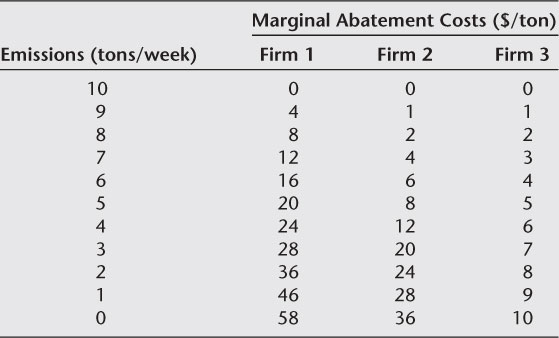 Marginal Abatement Costs ($/ton)
Emissions (tons/week) Firm 1 Firm 2 Firm 3
10 0 0 0
9 4 1 1
8 8 2 2
7 12 4 3
6 16 6 4
5 20 8 5
4 24 12 6
3 28 20 7
2 36 24 8
1 46 28 9
0 58 36 10